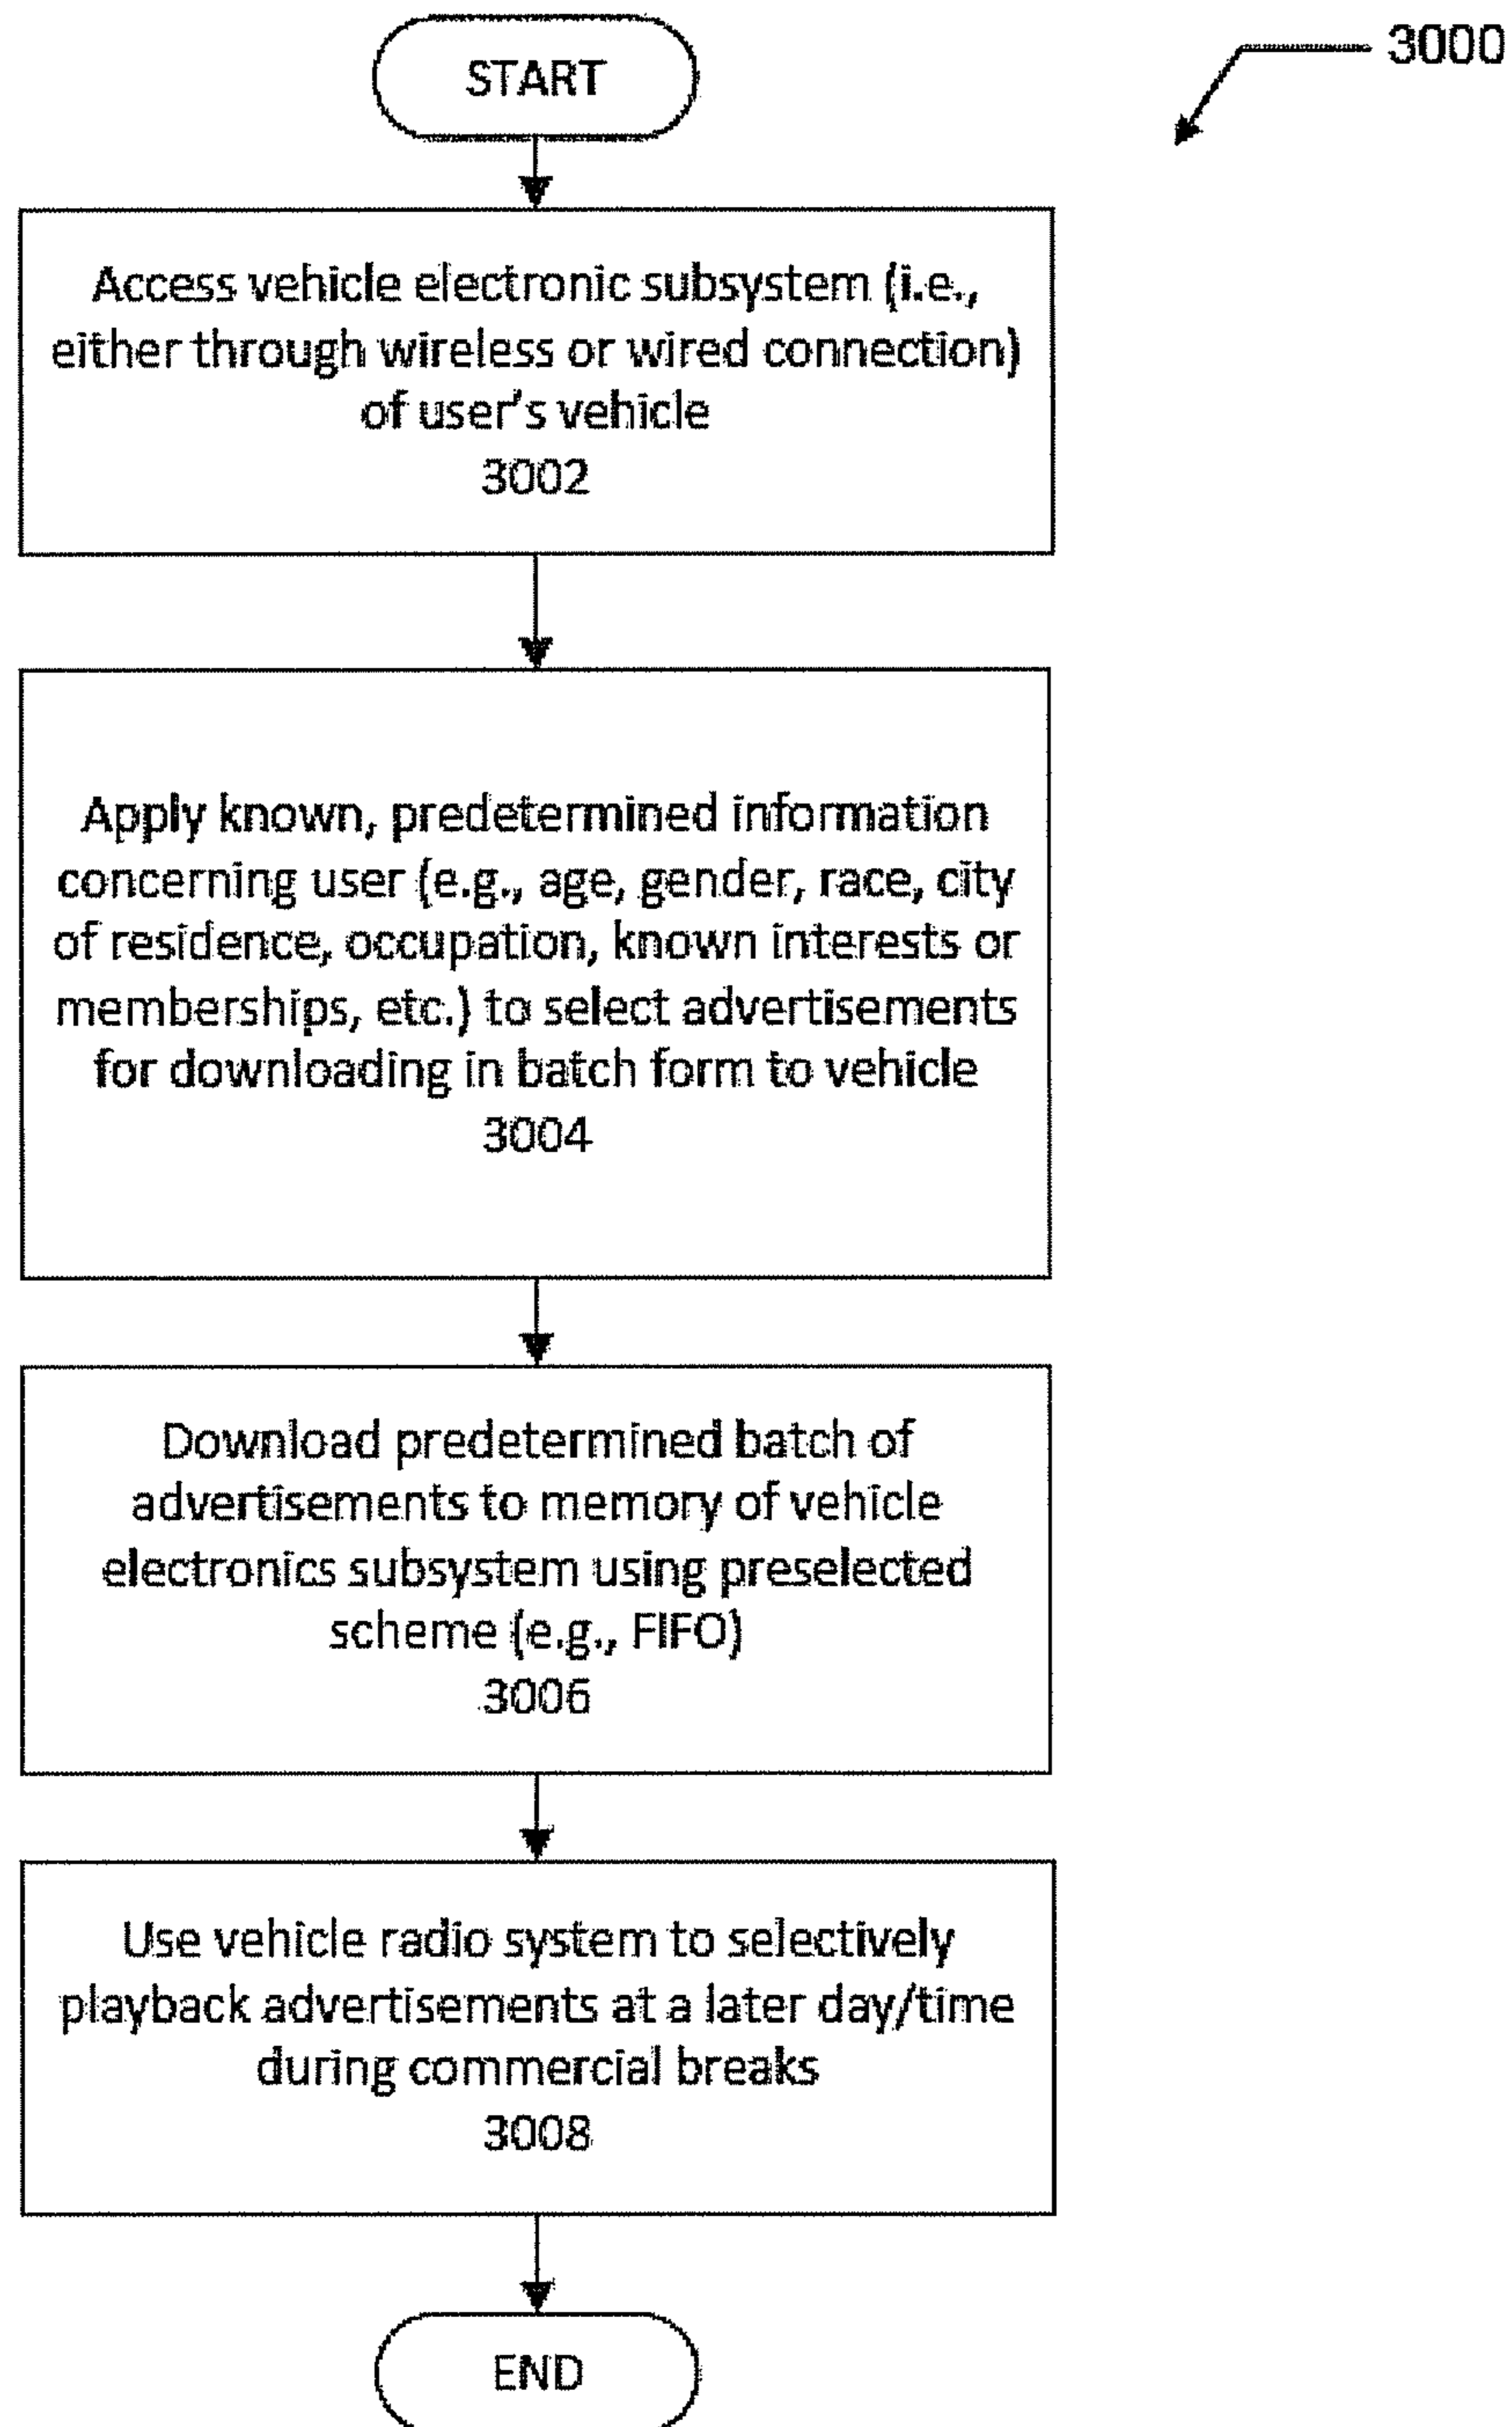 START
3000
Access vehicle electronic subsystem (i.e.,
either through wireless or wired connection)
of user's vehicle
3002
Apply known, predetermined information
concerning user (e.g., age, gender, race, city
of residence, occupation, known interests or
memberships, etc.) to select advertisements
for downloading in batch form to vehicle
3004
Download predetermined batch of
advertisements to memory of vehicle
electronics subsystem using preselected
scheme (e.g., FIFO)
3006
Use vehicle radio system to selectively
playback advertisements at a later day/time
during commercial breaks
3008
END